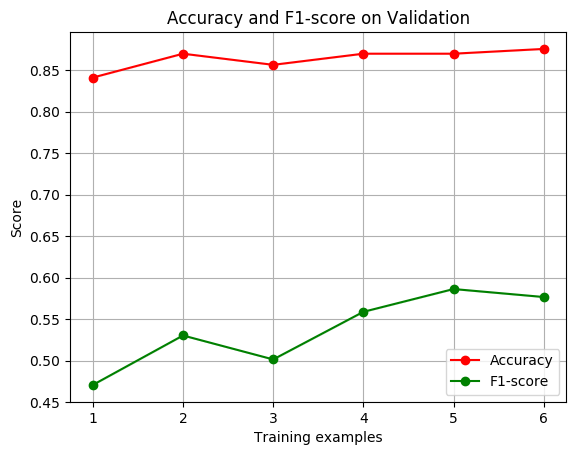 Accuracy and F1-score on Validation
0.85
0.80
0.75
0.70
0.65
0.60
0.55
0.50
0.45
Score
1 2 3 4 5 6
Training examples
Accuracy
F1-score